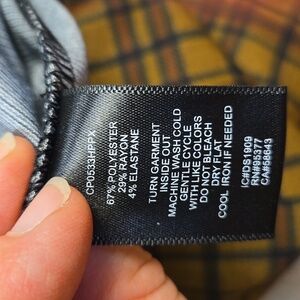 CP0533HPPX
67% POLYESTER
29% RAYON
4% ELASTANE
TURN GARMENT
INSIDE OUT
MACHINE WASH COLD
GENTLE CYCLE
WITH LIKE COLORS
DO NOT BLEACH
DRY FLAT
COOL IRON IF NEEDED
IC#DS1909
RN#95377
CA#58643